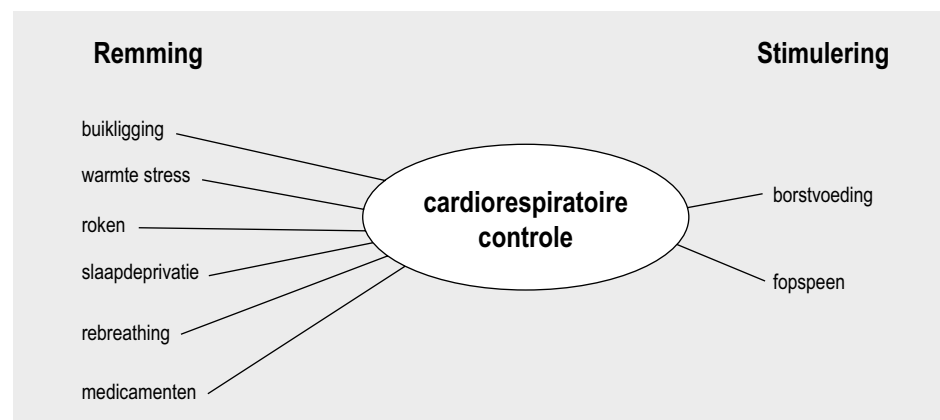 Remming
Stimulering
buikligging
warmte stress
roken
slaapdeprivatie
rebreathing
medicamenten
cardiorespiratoire
controle
borstvoeding
fopspeen